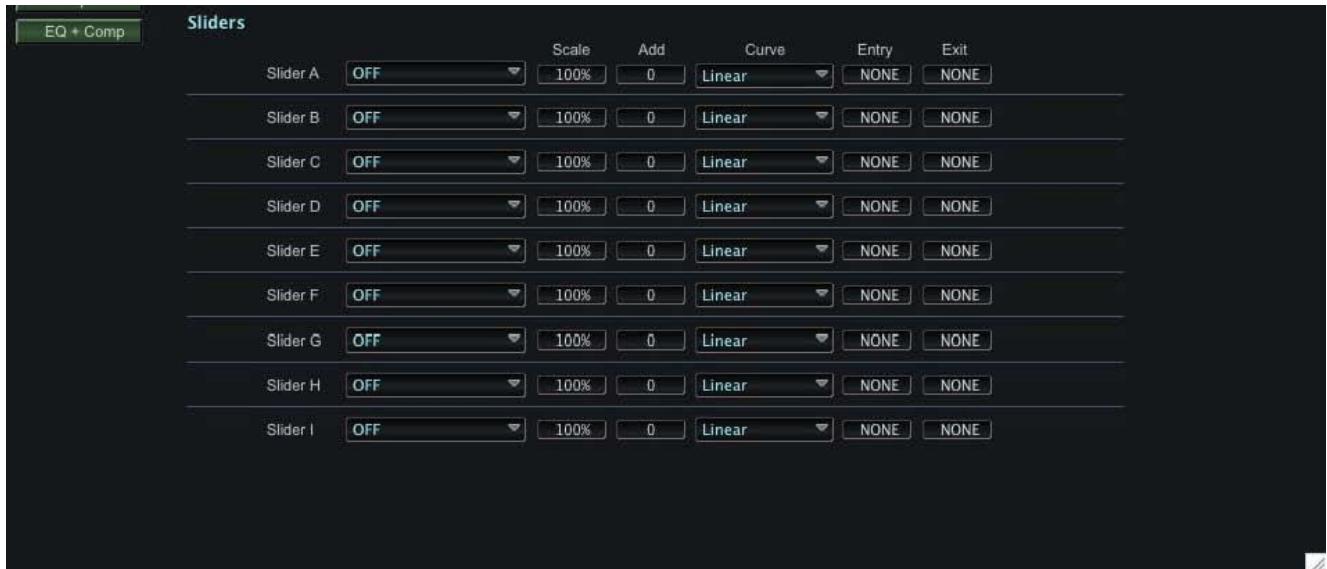 EQ + Comp
Sliders
Scale Add Curve Entry Exit
Slider A OFF 100% 0 Linear NONE NONE
Slider B OFF 100% 0 Linear NONE NONE
Slider C OFF 100% 0 Linear NONE NONE
Slider D OFF 100% 0 Linear NONE NONE
Slider E OFF 100% 0 Linear NONE NONE
Slider F OFF 100% 0 Linear NONE NONE
Slider G OFF 100% 0 Linear NONE NONE
Slider H OFF 100% 0 Linear NONE NONE
Slider I OFF 100% 0 Linear NONE NONE